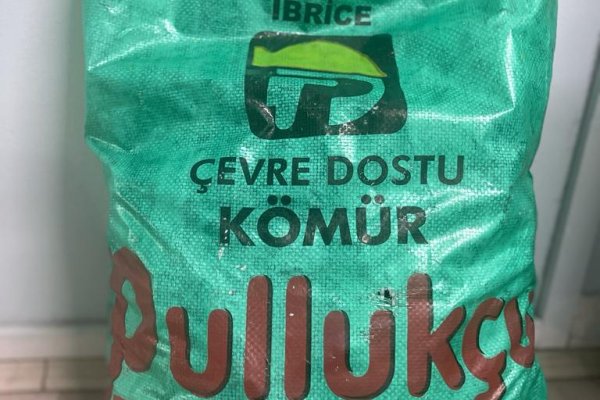 İBRİCE
ÇEVRE DOSTU
KÖMÜR
Pullukçu